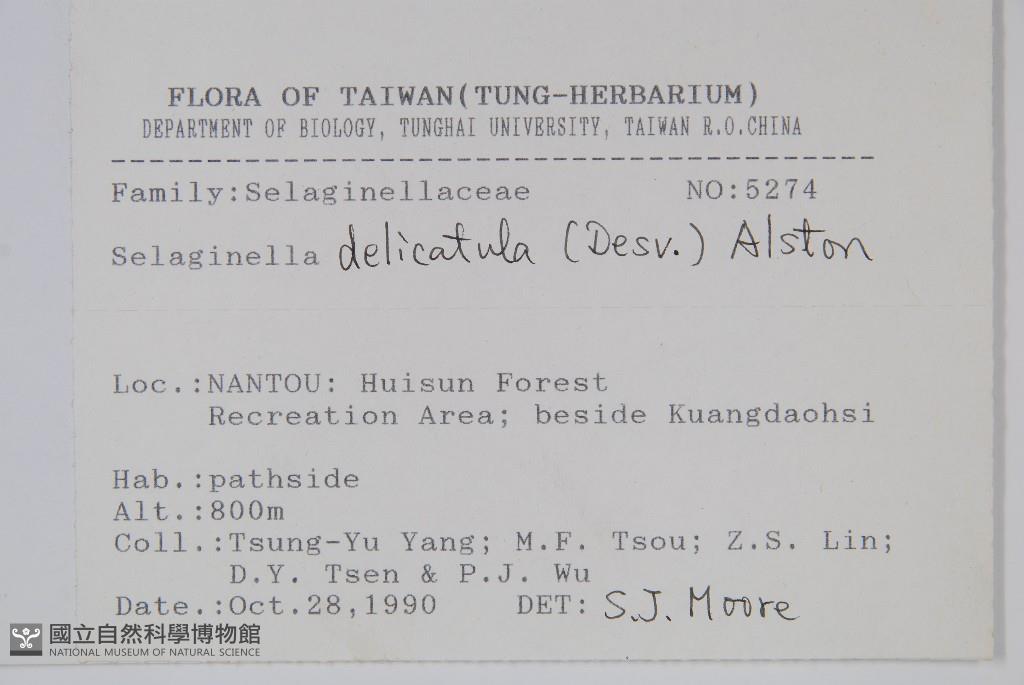 FLORA OF TAIWAN(TUNG-HERBARIUM)
DEPARTMENT OF BIOLOGY, TUNGHAI UNIVERSITY, TAIWAN R.O.CHINA
Family:Selaginellaceae NO:5274
Selaginella delicatula (Desv.) Alston
Loc.:NANTOU: Huisun Forest
Recreation Area; beside Kuangdaohsi
Hab.:pathside
Alt.:800m
Coll.:Tsung-Yu Yang; M.F. Tsou; Z.S. Lin;
D.Y. Tsen & P.J. Wu
Date.:Oct.28,1990 DET: S.J. Moore
國立自然科學博物館
NATIONAL MUSEUM OF NATURAL SCIENCE